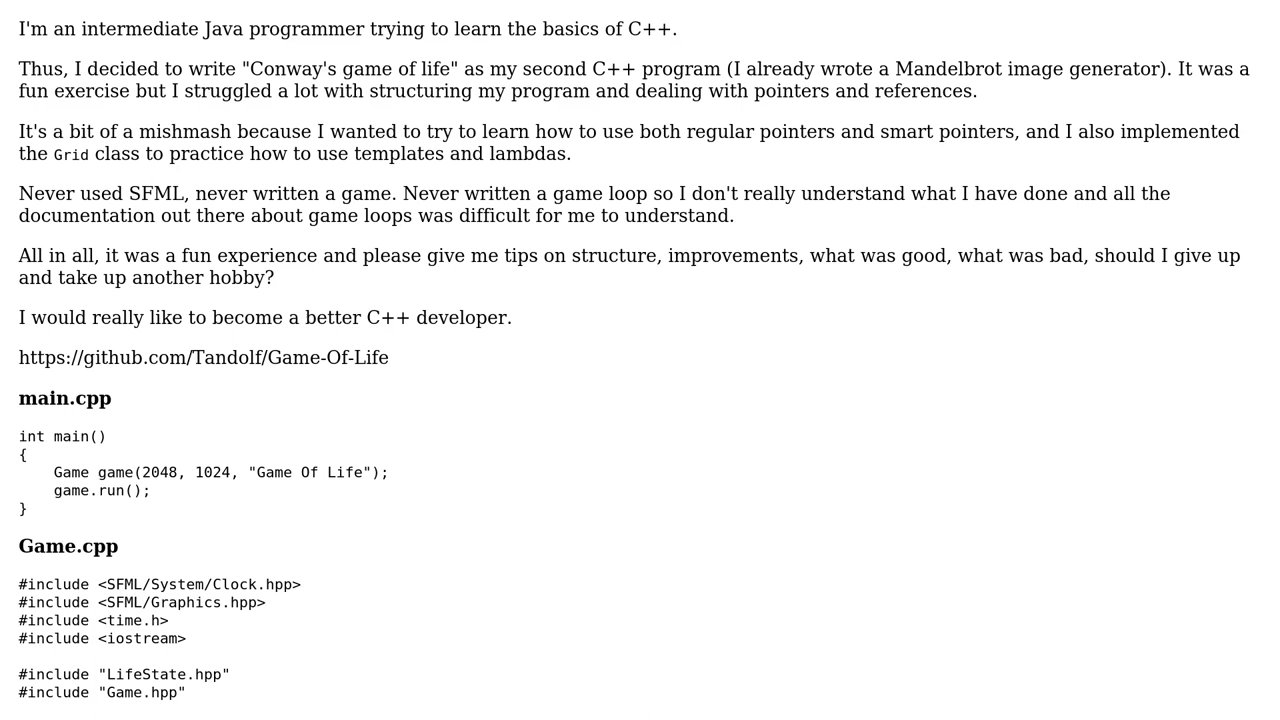 I'm an intermediate Java programmer trying to learn the basics of C++.
Thus, I decided to write "Conway's game of life" as my second C++ program (I already wrote a Mandelbrot image generator). It was a
fun exercise but I struggled a lot with structuring my program and dealing with pointers and references.
It's a bit of a mishmash because I wanted to try to learn how to use both regular pointers and smart pointers, and I also implemented
the Grid class to practice how to use templates and lambdas.
Never used SFML, never written a game. Never written a game loop so I don't really understand what I have done and all the
documentation out there about game loops was difficult for me to understand.
All in all, it was a fun experience and please give me tips on structure, improvements, what was good, what was bad, should I give up
and take up another hobby?
I would really like to become a better C++ developer.
https://github.com/Tandolf/Game-Of-Life
main.cpp
int main()
{
    Game game(2048, 1024, "Game Of Life");
    game.run();
}
Game.cpp
#include <SFML/System/Clock.hpp>
#include <SFML/Graphics.hpp>
#include <time.h>
#include <iostream>
#include "LifeState.hpp"
#include "Game.hpp"